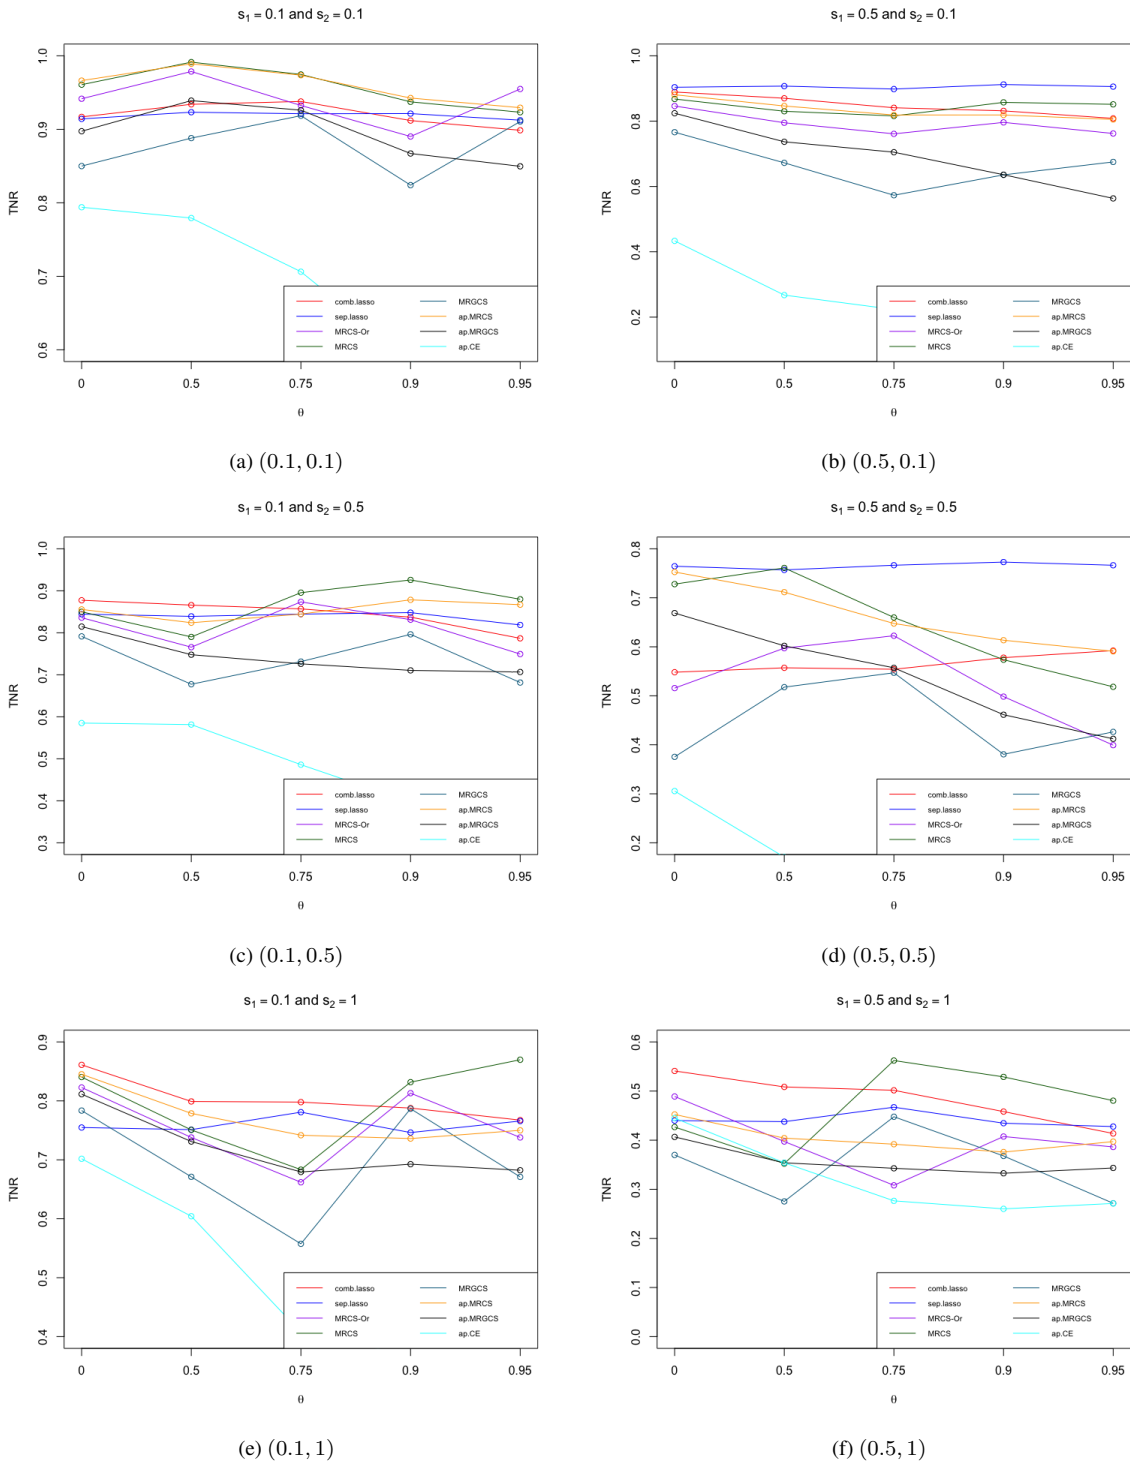 s₁ = 0.1 and s₂ = 0.1
TNR
1.0
0.9
0.8
0.7
0.6
comb.lasso MRGCS
sep.lasso ap.MRCS
MRCS-Or ap.MRGCS
MRCS ap.CE
0 0.5 0.75 0.9 0.95
θ
(a) (0.1, 0.1)
s₁ = 0.5 and s₂ = 0.1
TNR
1.0
0.8
0.6
0.4
0.2
comb.lasso MRGCS
sep.lasso ap.MRCS
MRCS-Or ap.MRGCS
MRCS ap.CE
0 0.5 0.75 0.9 0.95
θ
(b) (0.5, 0.1)
s₁ = 0.1 and s₂ = 0.5
TNR
1.0
0.9
0.8
0.7
0.6
0.5
0.4
0.3
comb.lasso MRGCS
sep.lasso ap.MRCS
MRCS-Or ap.MRGCS
MRCS ap.CE
0 0.5 0.75 0.9 0.95
θ
(c) (0.1, 0.5)
s₁ = 0.5 and s₂ = 0.5
TNR
0.8
0.7
0.6
0.5
0.4
0.3
0.2
comb.lasso MRGCS
sep.lasso ap.MRCS
MRCS-Or ap.MRGCS
MRCS ap.CE
0 0.5 0.75 0.9 0.95
θ
(d) (0.5, 0.5)
s₁ = 0.1 and s₂ = 1
TNR
0.9
0.8
0.7
0.6
0.5
0.4
comb.lasso MRGCS
sep.lasso ap.MRCS
MRCS-Or ap.MRGCS
MRCS ap.CE
0 0.5 0.75 0.9 0.95
θ
(e) (0.1, 1)
s₁ = 0.5 and s₂ = 1
TNR
0.6
0.5
0.4
0.3
0.2
0.1
0.0
comb.lasso MRGCS
sep.lasso ap.MRCS
MRCS-Or ap.MRGCS
MRCS ap.CE
0 0.5 0.75 0.9 0.95
θ
(f) (0.5, 1)